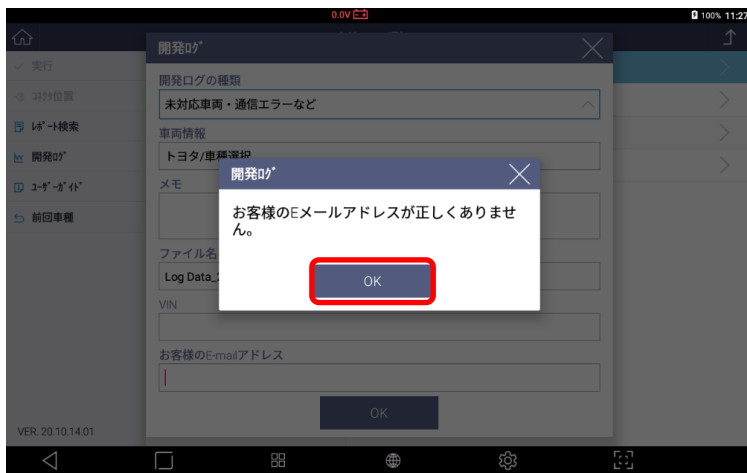 0.0V
100% 11:27
開発ﾛｸﾞ
実行
ｺﾈｸﾀ位置
ﾚﾎﾟｰﾄ検索
開発ﾛｸﾞ
ﾕｰｻﾞｰｶﾞｲﾄﾞ
前回車種
VER. 20.10.14.01
開発ログの種類
未対応車両・通信エラーなど
車両情報
トヨタ/車種選択
メモ
ファイル名
Log Data_
VIN
お客様のE-mailアドレス
OK
開発ﾛｸﾞ
お客様のEメールアドレスが正しくありませ
ん。
OK